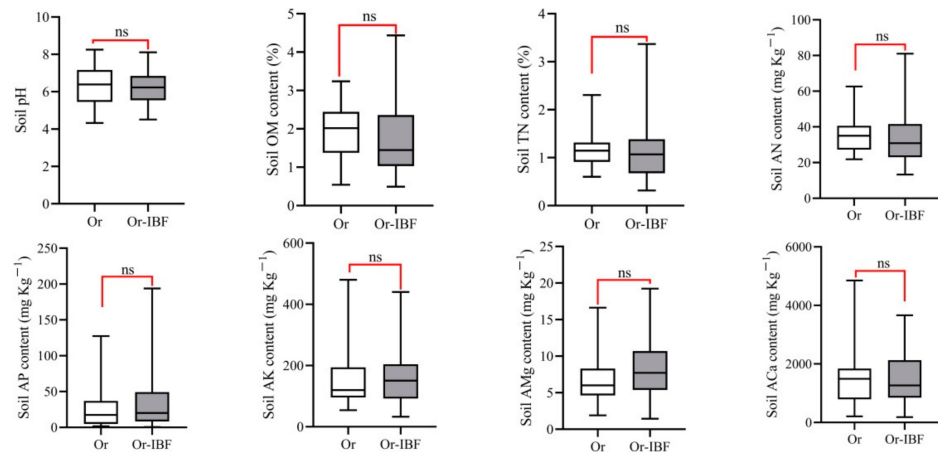 ns
Soil pH
10
8
6
4
2
0
Or
Or-IBF
ns
Soil OM content (%)
5
4
3
2
1
0
Or
Or-IBF
ns
Soil TN content (%)
4
3
2
1
0
Or
Or-IBF
ns
Soil AN content (mg Kg⁻¹)
100
80
60
40
20
0
Or
Or-IBF
ns
Soil AP content (mg Kg⁻¹)
250
200
150
100
50
0
Or
Or-IBF
ns
Soil AK content (mg Kg⁻¹)
600
400
200
0
Or
Or-IBF
ns
Soil AMg content (mg Kg⁻¹)
25
20
15
10
5
0
Or
Or-IBF
ns
Soil ACa content (mg Kg⁻¹)
6000
4000
2000
0
Or
Or-IBF